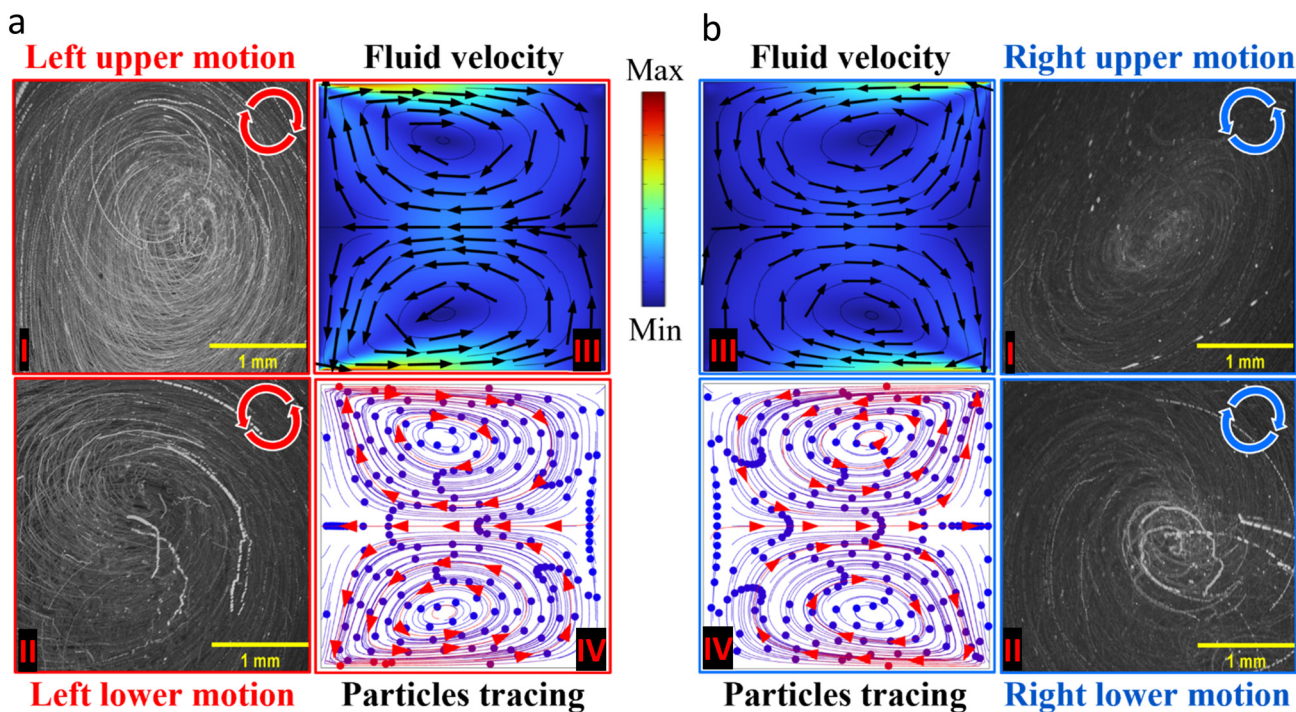 a
b
Left upper motion
Fluid velocity
Max
Min
Fluid velocity
Right upper motion
I
1 mm
III
III
I
1 mm
II
1 mm
IV
IV
II
1 mm
Left lower motion
Particles tracing
Particles tracing
Right lower motion